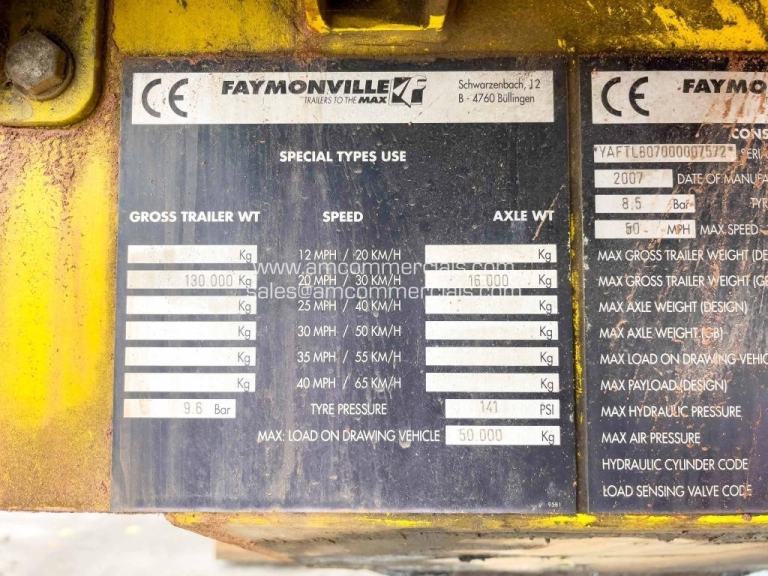 CE FAYMONVILLE
TRAILERS TO THE MAX
Schwarzenbach, 12
B - 4760 Büllingen
SPECIAL TYPES USE
GROSS TRAILER WT SPEED AXLE WT
Kg 12 MPH / 20 KM/H Kg
130.000 Kg 20 MPH / 30 KM/H 16.000 Kg
Kg 25 MPH / 40 KM/H Kg
Kg 30 MPH / 50 KM/H Kg
Kg 35 MPH / 55 KM/H Kg
Kg 40 MPH / 65 KM/H Kg
9.6 Bar TYRE PRESSURE 141 PSI
MAX: LOAD ON DRAWING VEHICLE 50.000 Kg
9581
www.amcommercials.com
sales@amcommercials.com
CE FAYMO
CONS
*YAFTLB07000007572* SERI
2007 DATE OF MANUFA
8.5 Bar TY
50 MPH MAX SPEED
MAX GROSS TRAILER WEIGHT (DE
MAX GROSS TRAILER WEIGHT (GB
MAX AXLE WEIGHT (DESIGN)
MAX AXLE WEIGHT (GB)
MAX LOAD ON DRAWING VEHIC
MAX PAYLOAD (DESIGN)
MAX HYDRAULIC PRESSURE
MAX AIR PRESSURE
HYDRAULIC CYLINDER CODE
LOAD SENSING VALVE CODE